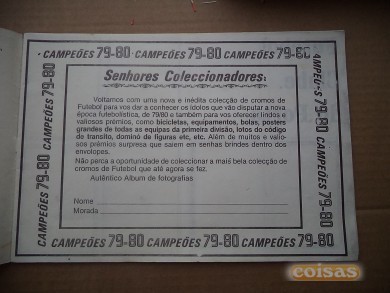 CAMPEÕES 79-80 CAMPEÕES 79-80 CAMPEÕES 79-80
Senhores Coleccionadores:
Voltamos com uma nova e inédita colecção de cromos de
Futebol para vos dar a conhecer os ídolos que vão disputar a nova
época futebolística, de 79/80 e também para vos oferecer lindos e
valiosos prémios, como bicicletas, equipamentos, bolas, posters
grandes de todas as equipas da primeira divisão, lotos do código
de transito, dominó de figuras etc, etc. Além de muitos e valio-
sos prémios surpresa que saiem em senhas brindes dentro dos
envelopes.
Não perca a oportunidade de coleccionar a mais bela colecção
de cromos de Futebol que até agora se fez.
Autêntico Album de fotografias
Nome
Morada
CAMPEÕES 79-80
CAMPEÕES 79-80
CAMPEÕES 79-80 CAMPEÕES 79-80 CAMPEÕES 79-80
coisas